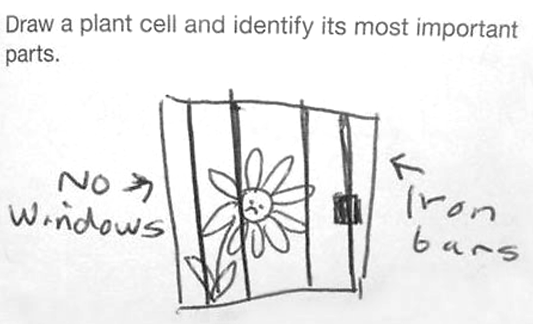 Draw a plant cell and identify its most important
parts.
No
Windows
Iron
bars